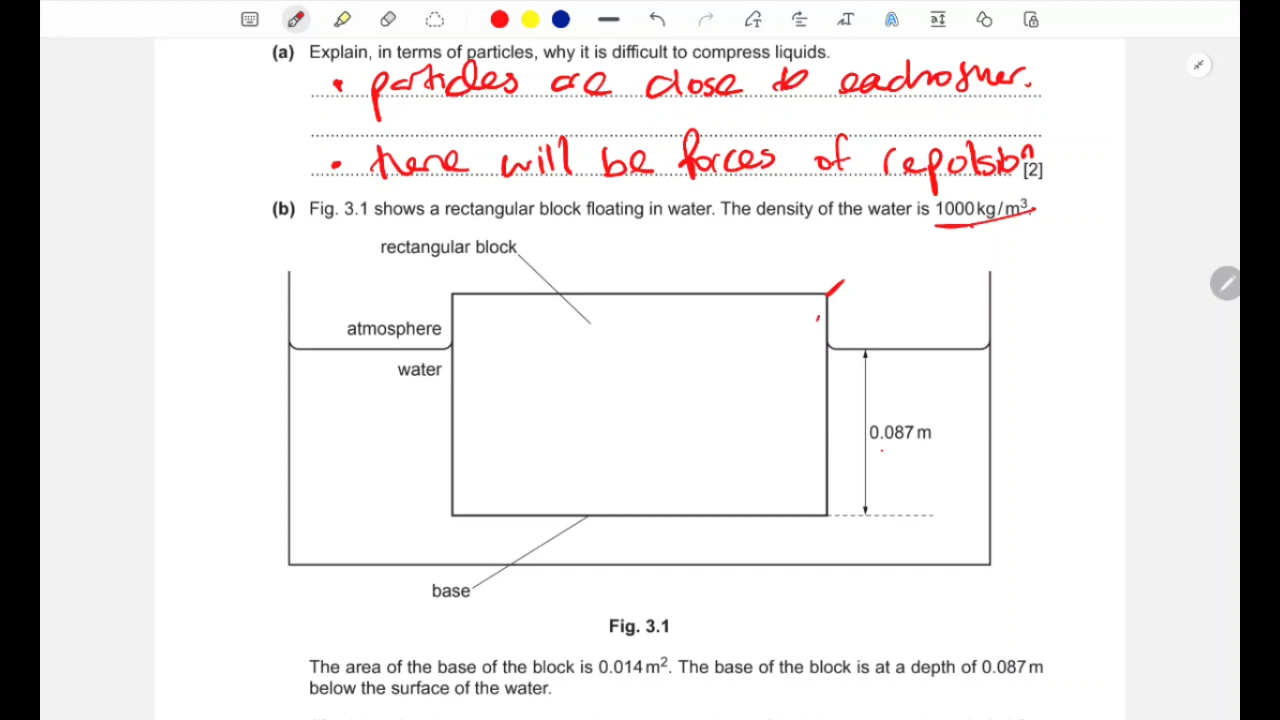 (a) Explain, in terms of particles, why it is difficult to compress liquids.
• particles are close to eachother.
• there will be forces of repulsion [2]
(b) Fig. 3.1 shows a rectangular block floating in water. The density of the water is 1000 kg/m³.
rectangular block
atmosphere
water
0.087 m
base
Fig. 3.1
The area of the base of the block is 0.014 m². The base of the block is at a depth of 0.087 m
below the surface of the water.